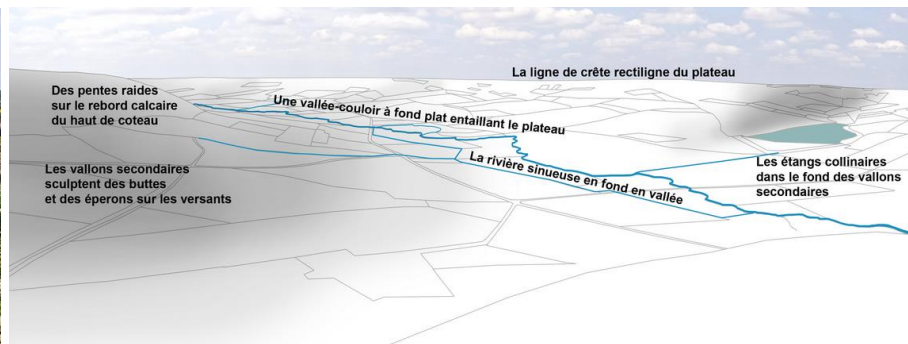 La ligne de crête rectiligne du plateau
Des pentes raides
sur le rebord calcaire
du haut de coteau
Une vallée-couloir à fond plat entaillant le plateau
La rivière sinueuse en fond en vallée
Les vallons secondaires
sculptent des buttes
et des éperons sur les versants
Les étangs collinaires
dans le fond des vallons
secondaires